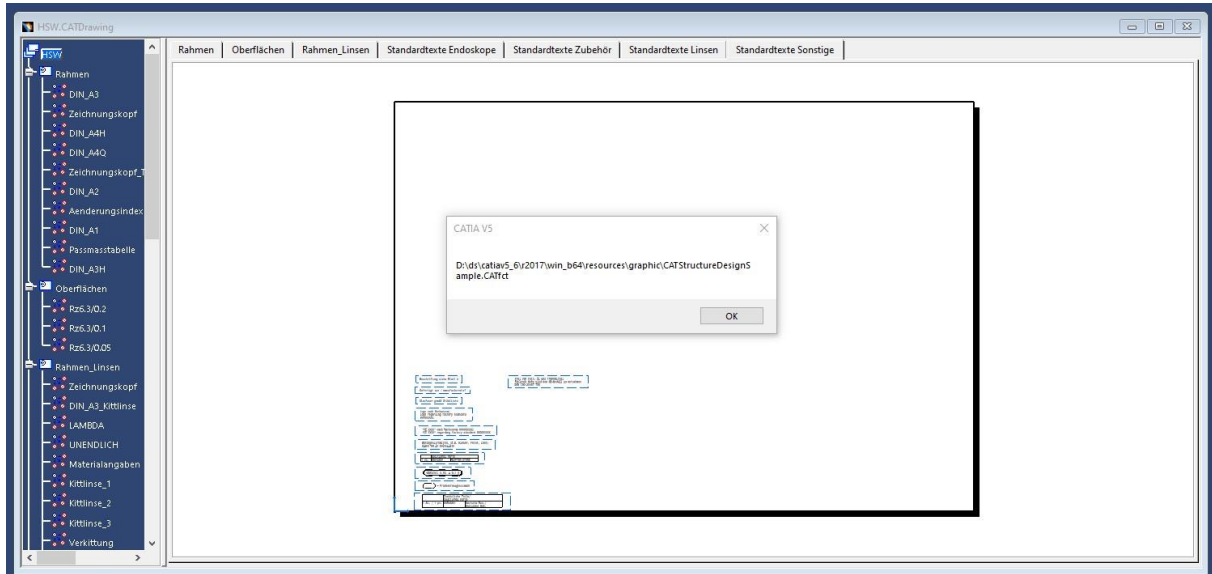 HSW.CATDrawing
HSW
Rahmen
DIN_A3
Zeichnungskopf
DIN_A4H
DIN_A4Q
Zeichnungskopf_T
DIN_A2
Aenderungsindex
DIN_A1
Passmasstabelle
DIN_A3H
Oberflächen
Rz6.3/0.2
Rz6.3/0.1
Rz6.3/0.05
Rahmen_Linsen
Zeichnungskopf
DIN_A3_Kittlinse
LAMBDA
UNENDLICH
Materialangaben
Kittlinse_1
Kittlinse_2
Kittlinse_3
Verkittung
Rahmen Oberflächen Rahmen_Linsen Standardtexte Endoskope Standardtexte Zubehör Standardtexte Linsen Standardtexte Sonstige
CATIA V5
D:\ds\catiav5_6\r2017\win_b64\resources\graphic\CATStructureDesignS
ample.CATfct
OK